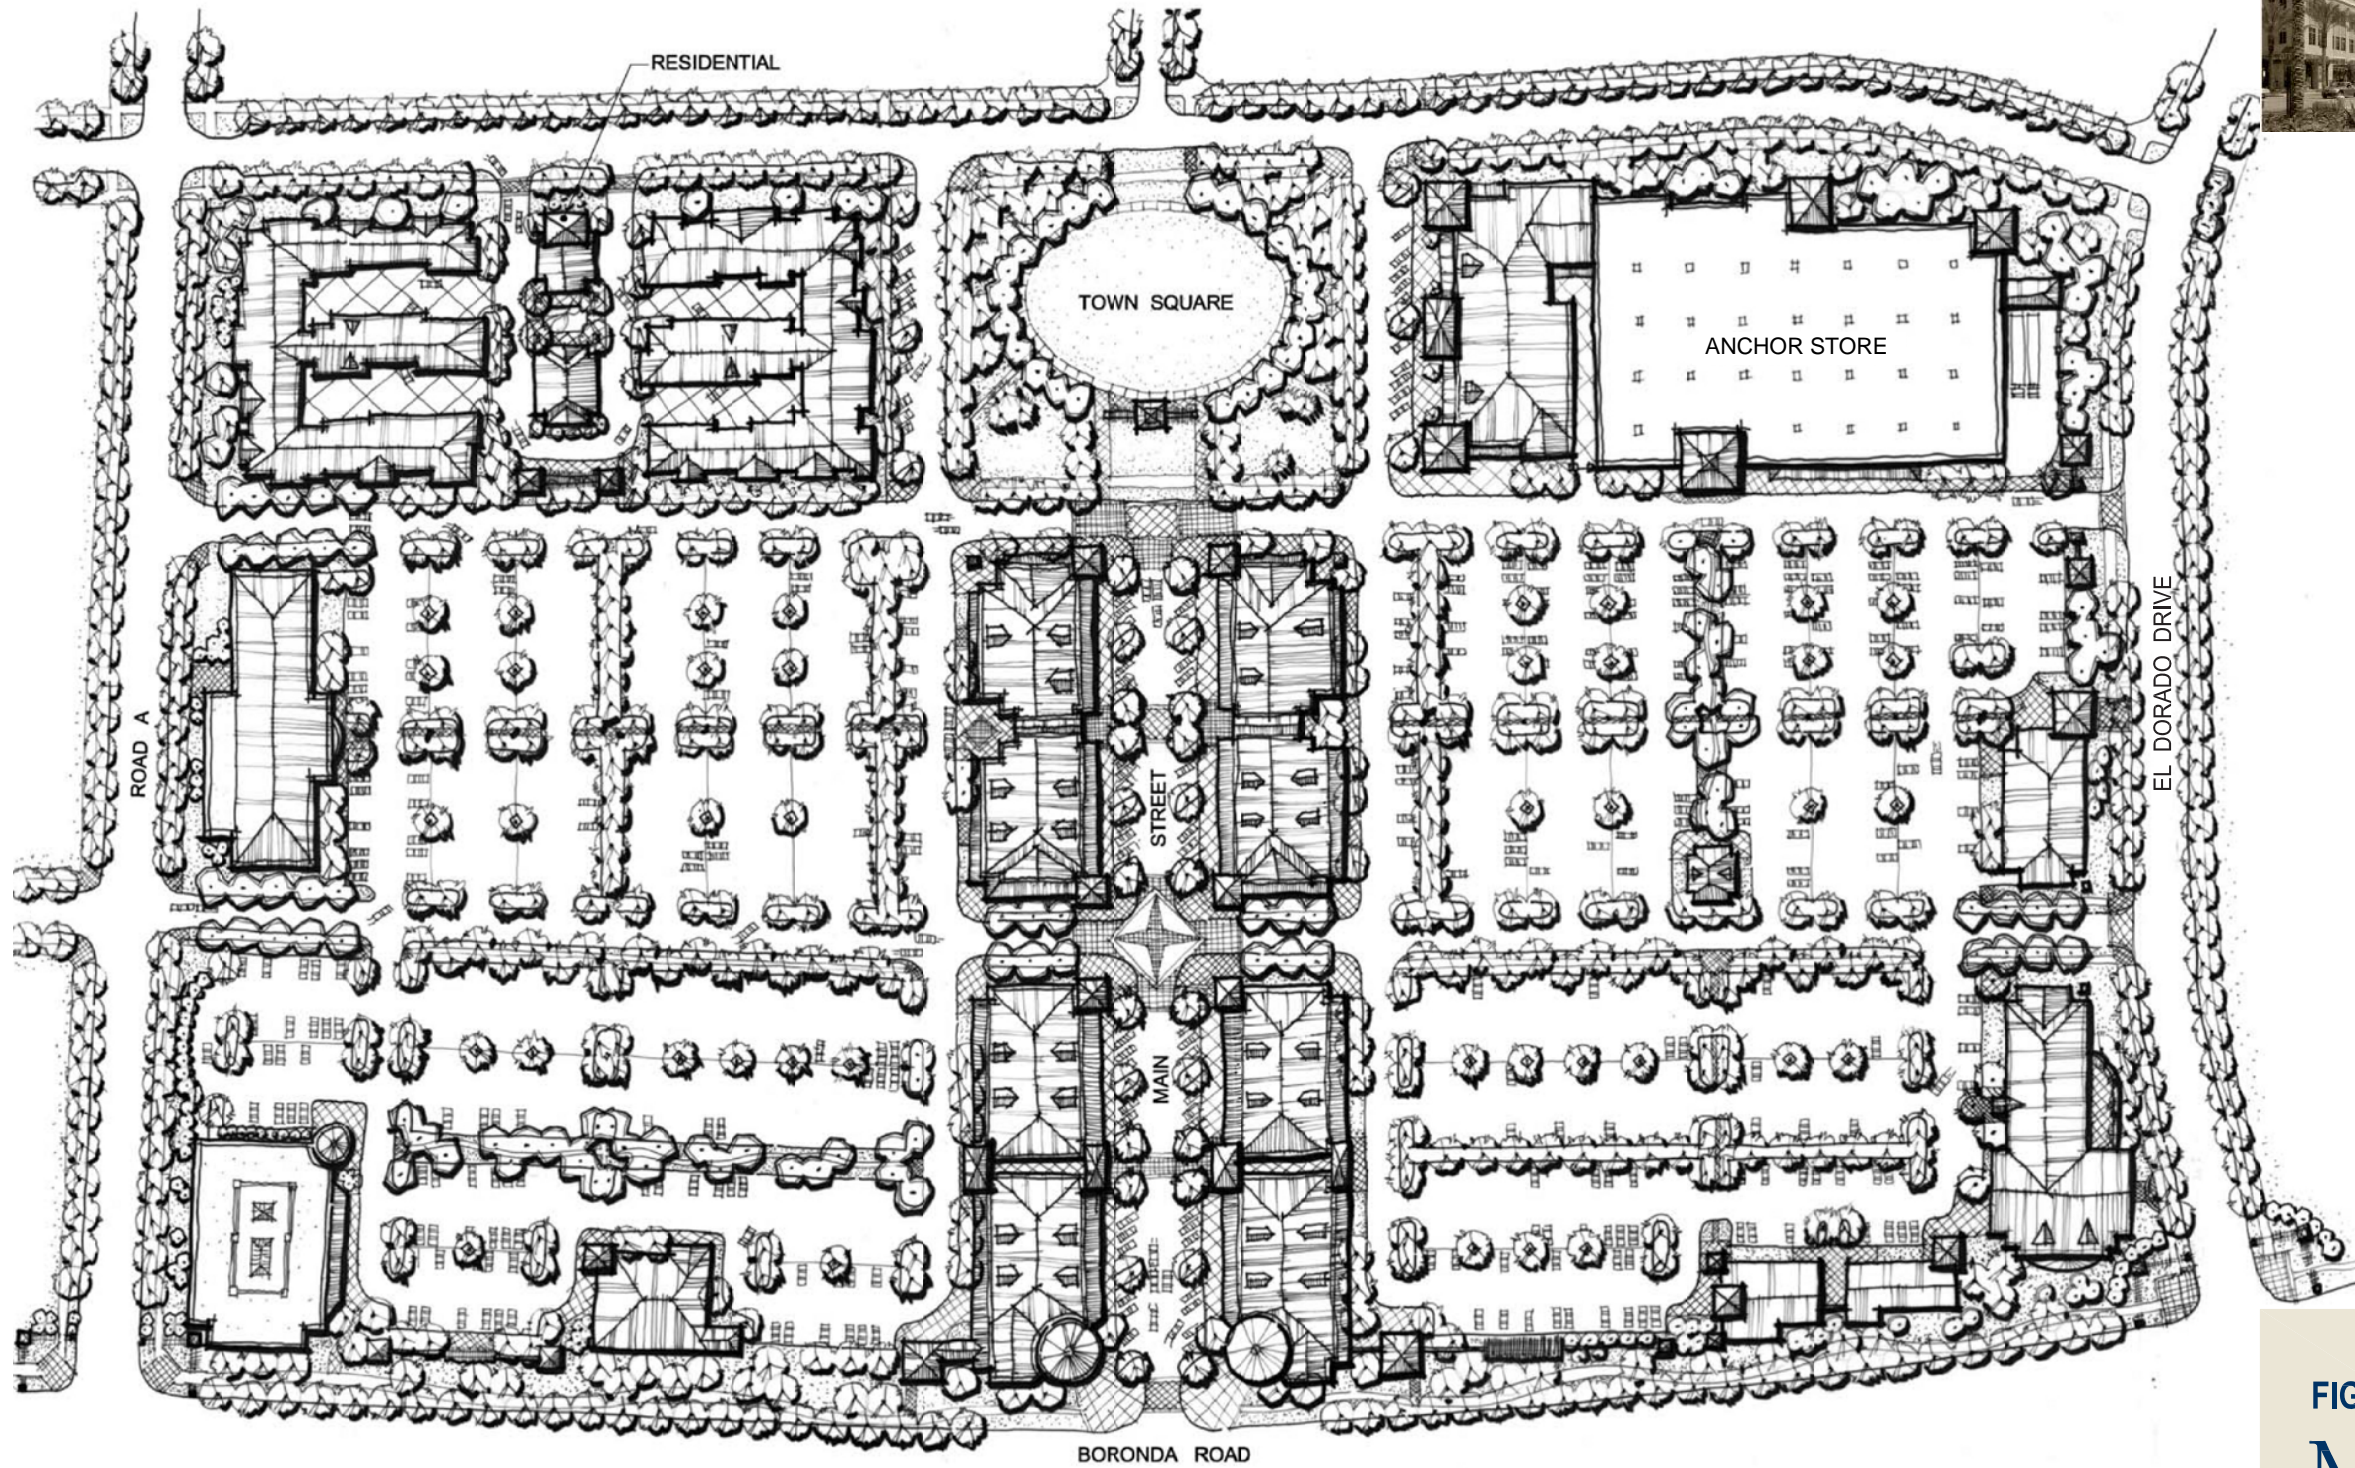 RESIDENTIAL
TOWN SQUARE
ANCHOR STORE
ROAD A
STREET
MAIN
EL DORADO DRIVE
BORONDA ROAD
FIG